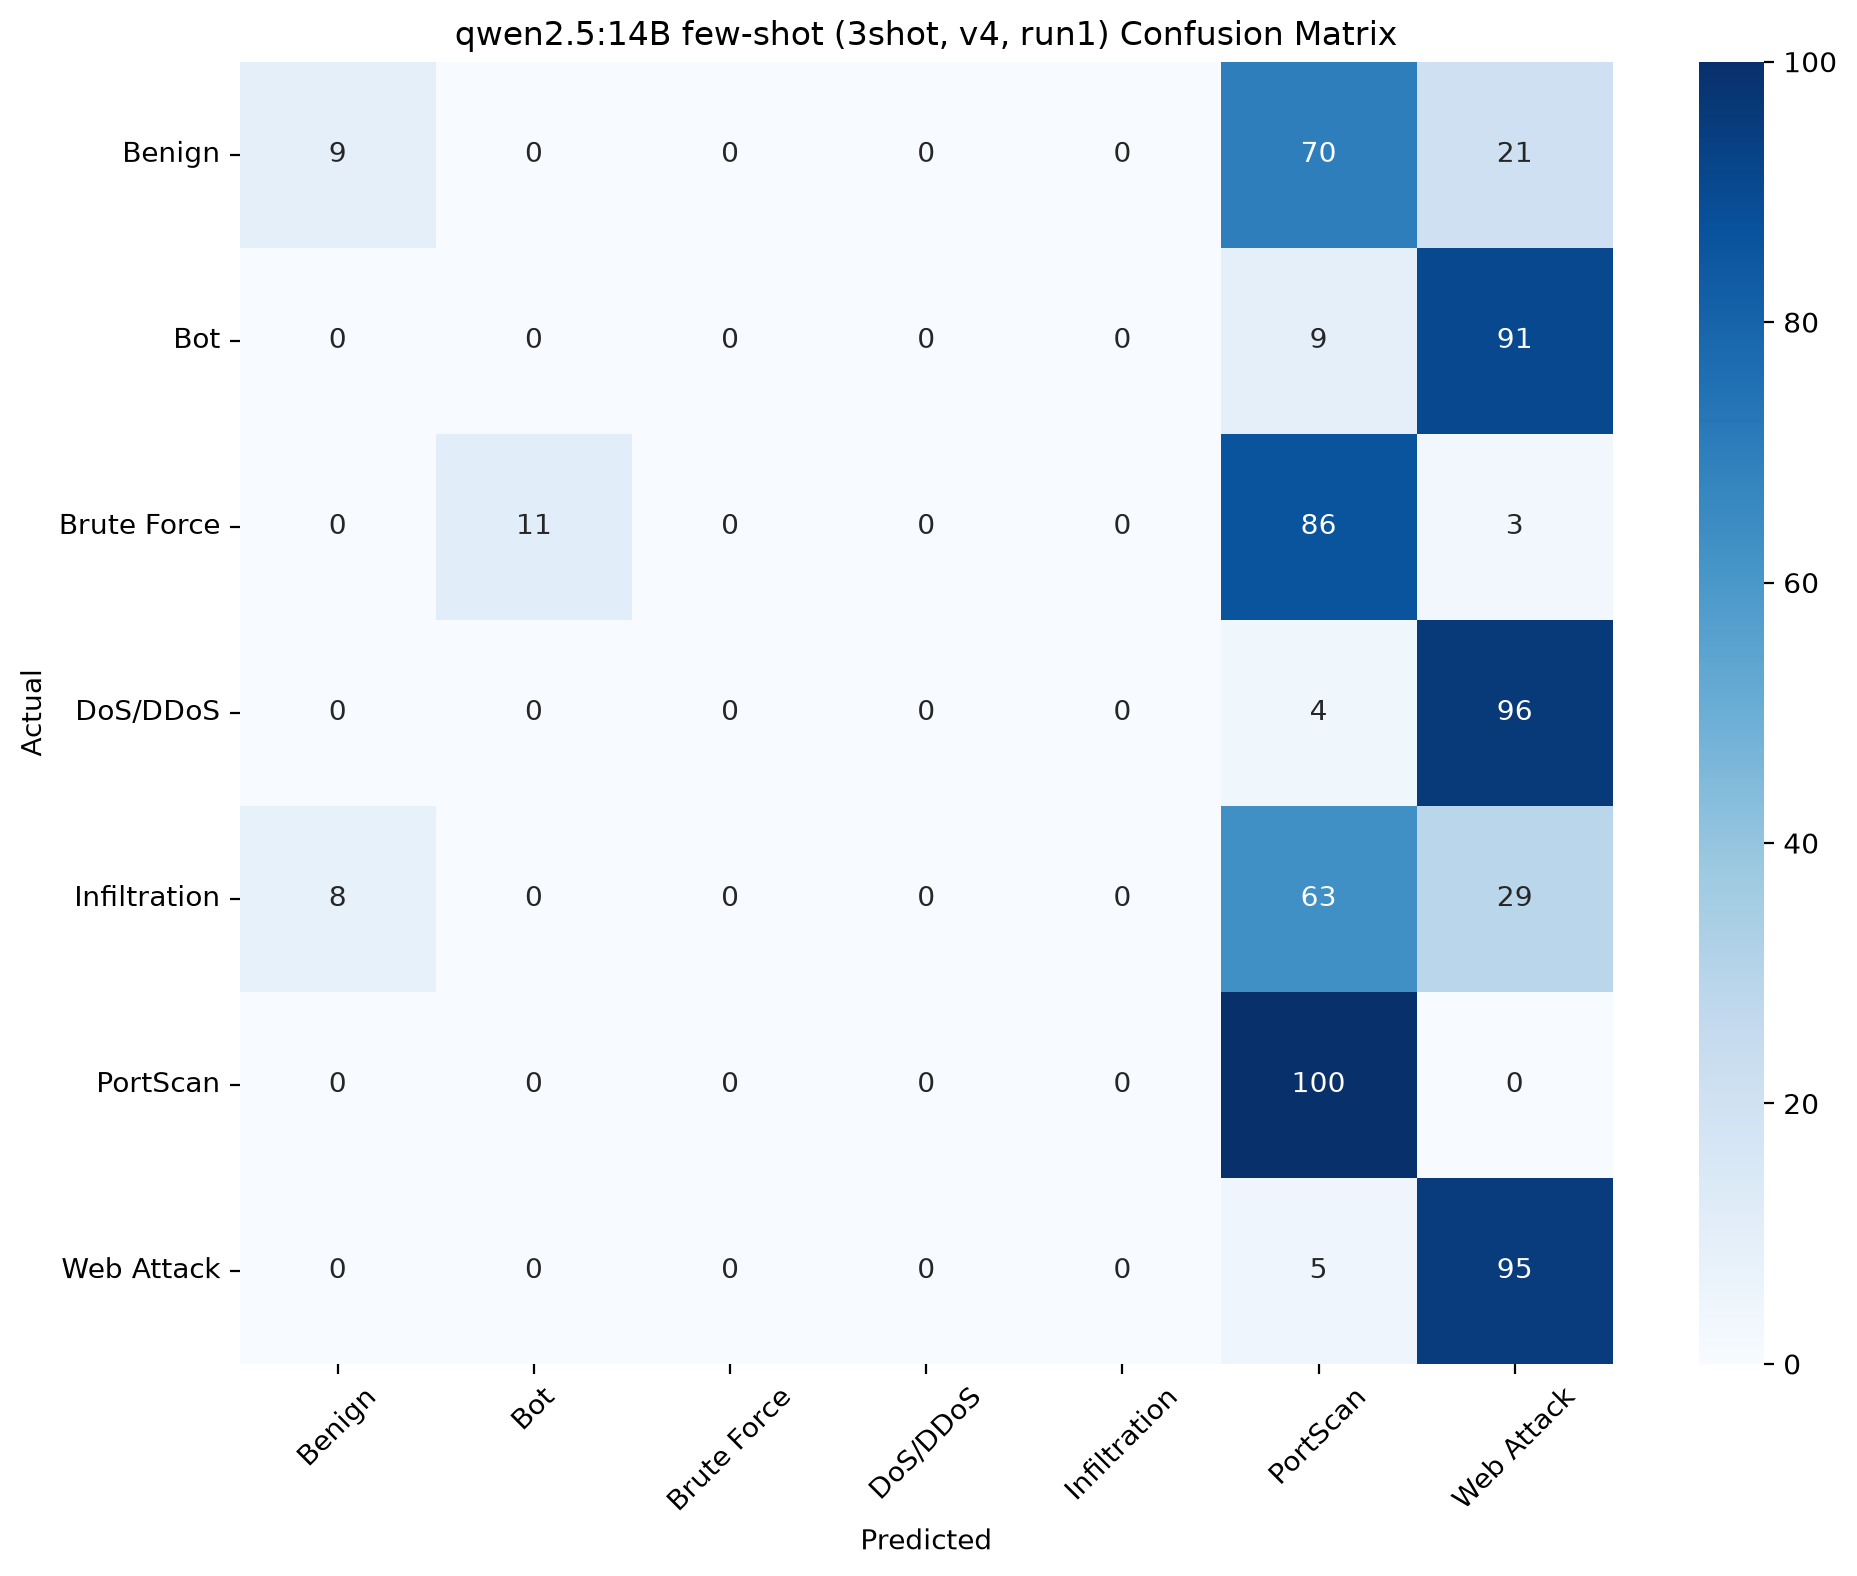 qwen2.5:14B few-shot (3shot, v4, run1) Confusion Matrix
Benign 9 0 0 0 0 70 21
Bot 0 0 0 0 0 9 91
Brute Force 0 11 0 0 0 86 3
DoS/DDoS 0 0 0 0 0 4 96
Infiltration 8 0 0 0 0 63 29
PortScan 0 0 0 0 0 100 0
Web Attack 0 0 0 0 0 5 95
Actual
Benign Bot Brute Force DoS/DDoS Infiltration PortScan Web Attack
Predicted
100
80
60
40
20
0